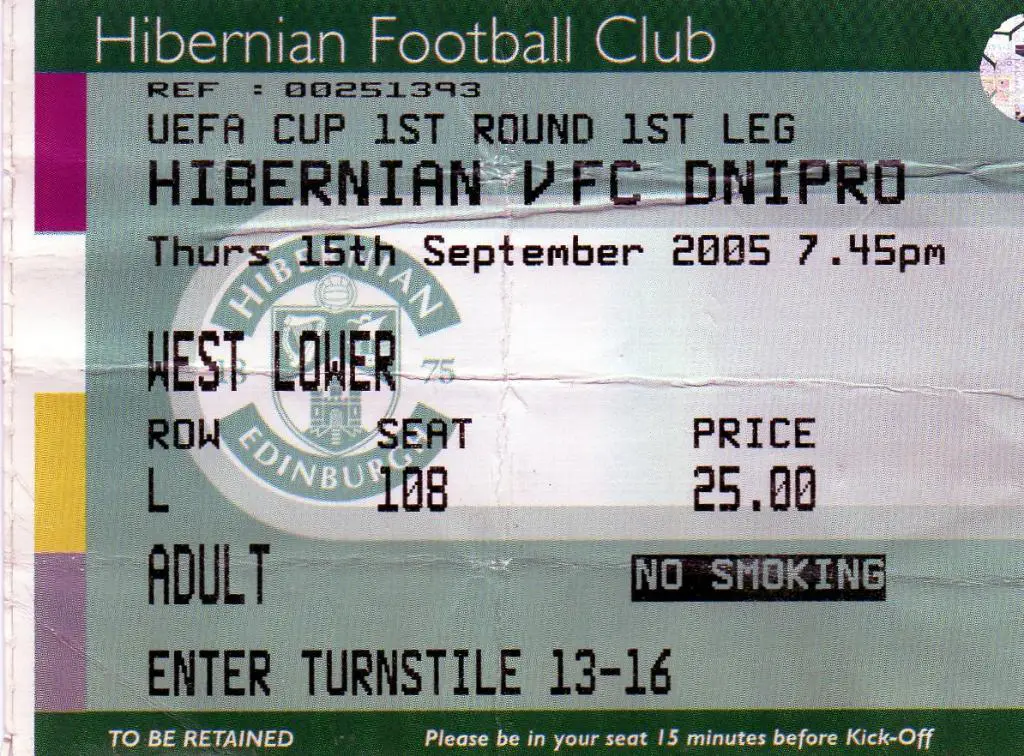 Hibernian Football Club
REF : 00251393
UEFA CUP 1ST ROUND 1ST LEG
HIBERNIAN V FC DNIPRO
Thurs 15th September 2005 7.45pm
HIBERNIAN
WEST LOWER
75
ROW SEAT PRICE
EDINBURGH
L 108 25.00
ADULT
NO SMOKING
ENTER TURNSTILE 13-16
TO BE RETAINED Please be in your seat 15 minutes before Kick-Off